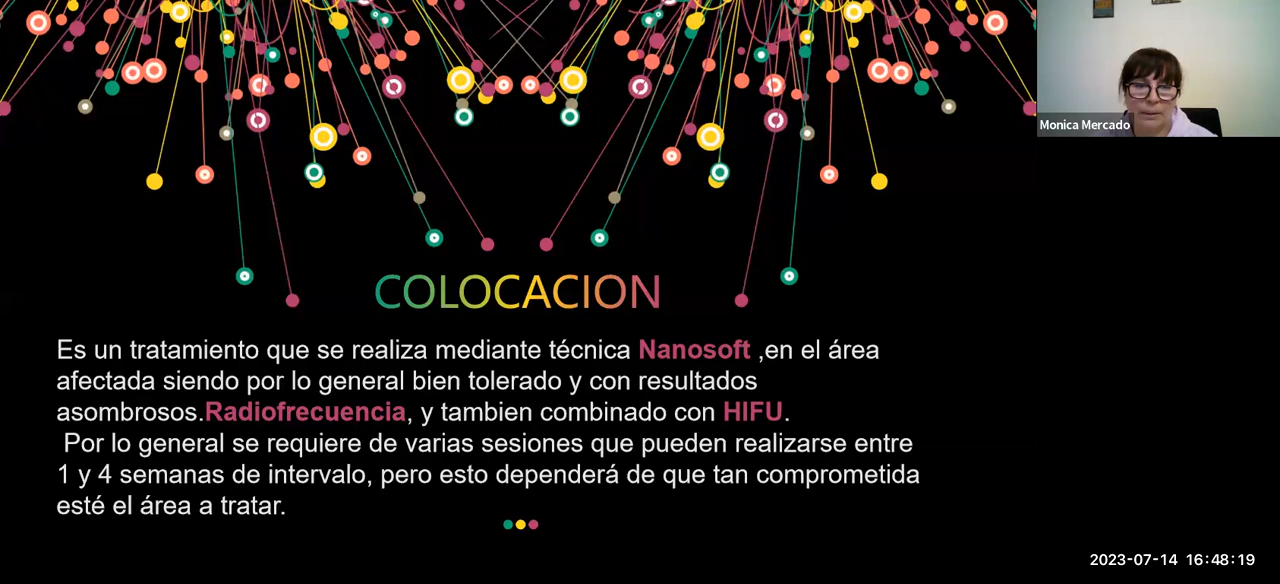 Monica Mercado
COLOCACION
Es un tratamiento que se realiza mediante técnica Nanosoft ,en el área
afectada siendo por lo general bien tolerado y con resultados
asombrosos.Radiofrecuencia, y tambien combinado con HIFU.
Por lo general se requiere de varias sesiones que pueden realizarse entre
1 y 4 semanas de intervalo, pero esto dependerá de que tan comprometida
esté el área a tratar.
2023-07-14 16:48:19